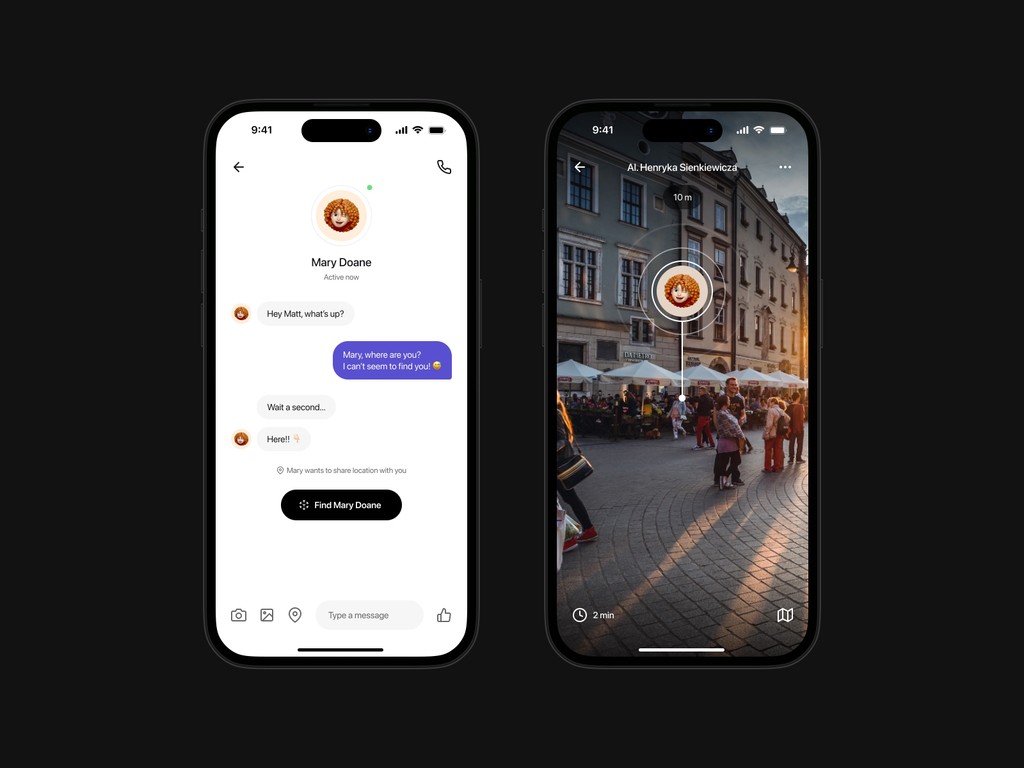 9:41
Mary Doane
Active now
Hey Matt, what's up?
Mary, where are you?
I can't seem to find you! 😅
Wait a second...
Here!! 👇🏻
Mary wants to share location with you
Find Mary Doane
Type a message
9:41
Al. Henryka Sienkiewicza
10 m
2 min